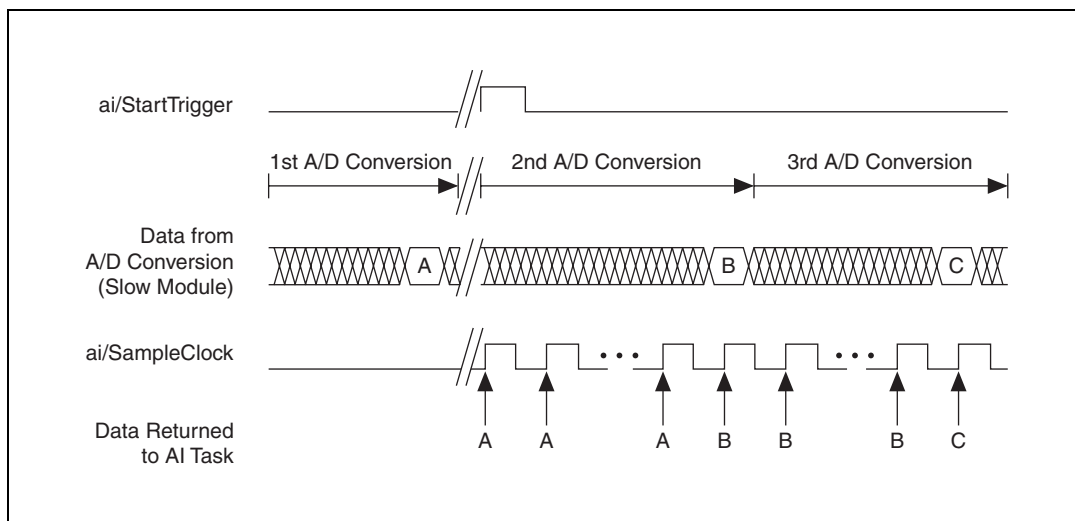 ai/StartTrigger
1st A/D Conversion 2nd A/D Conversion 3rd A/D Conversion
Data from
A/D Conversion
(Slow Module)
A B C
ai/SampleClock
Data Returned
to AI Task
A A A B B B C